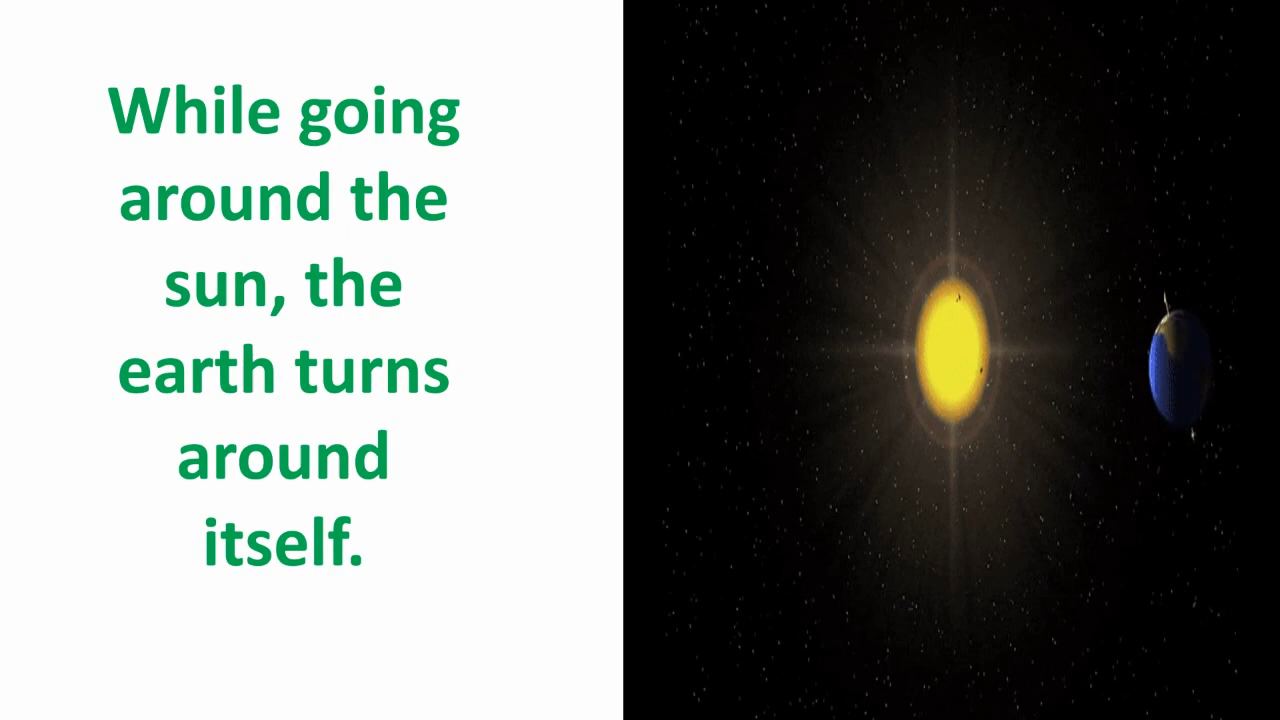 While going
around the
sun, the
earth turns
around
itself.